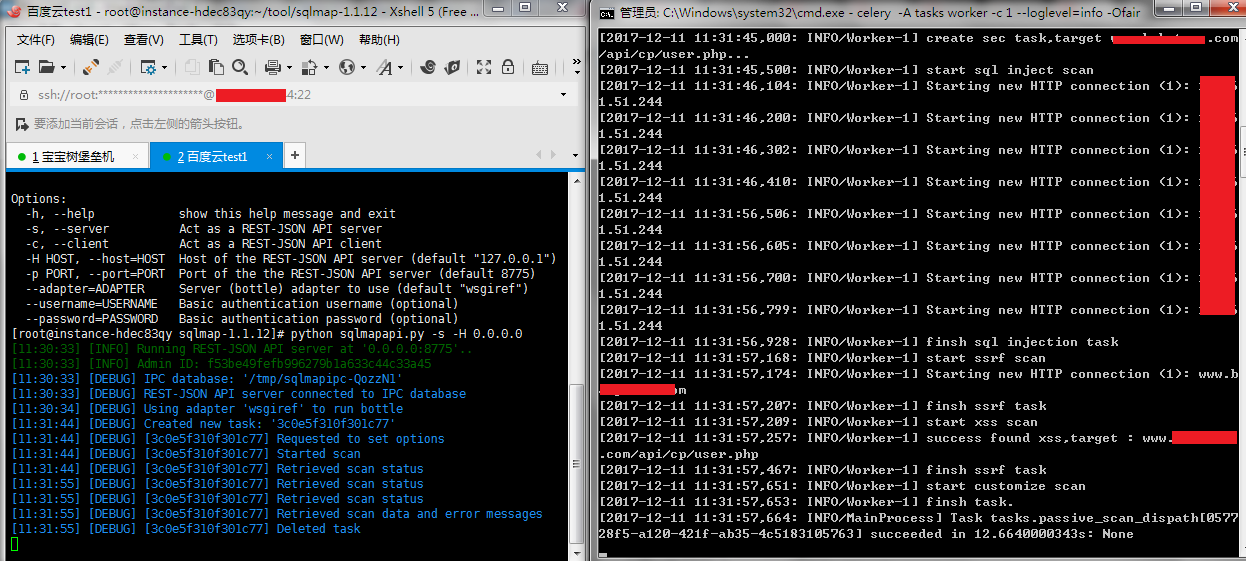 百度云test1 - root@instance-hdec83qy:~/tool/sqlmap-1.1.12 - Xshell 5 (Free ...
文件(F) 编辑(E) 查看(V) 工具(T) 选项卡(B) 窗口(W) 帮助(H)
ssh://root:*********************@ 4:22
要添加当前会话，点击左侧的箭头按钮。
1 宝宝树堡垒机 × 2 百度云test1 × +
Options:
-h, --help show this help message and exit
-s, --server Act as a REST-JSON API server
-c, --client Act as a REST-JSON API client
-H HOST, --host=HOST Host of the REST-JSON API server (default "127.0.0.1")
-p PORT, --port=PORT Port of the the REST-JSON API server (default 8775)
--adapter=ADAPTER Server (bottle) adapter to use (default "wsgiref")
--username=USERNAME Basic authentication username (optional)
--password=PASSWORD Basic authentication password (optional)
[root@instance-hdec83qy sqlmap-1.1.12]# python sqlmapapi.py -s -H 0.0.0.0
[11:30:33] [INFO] Running REST-JSON API server at '0.0.0.0:8775'..
[11:30:33] [INFO] Admin ID: f53be49fefb996279b1a633c44c33a45
[11:30:33] [DEBUG] IPC database: '/tmp/sqlmapipc-QozzN1'
[11:30:33] [DEBUG] REST-JSON API server connected to IPC database
[11:30:34] [DEBUG] Using adapter 'wsgiref' to run bottle
[11:31:44] [DEBUG] Created new task: '3c0e5f310f301c77'
[11:31:44] [DEBUG] [3c0e5f310f301c77] Requested to set options
[11:31:44] [DEBUG] [3c0e5f310f301c77] Started scan
[11:31:44] [DEBUG] [3c0e5f310f301c77] Retrieved scan status
[11:31:55] [DEBUG] [3c0e5f310f301c77] Retrieved scan status
[11:31:55] [DEBUG] [3c0e5f310f301c77] Retrieved scan status
[11:31:55] [DEBUG] [3c0e5f310f301c77] Retrieved scan data and error messages
[11:31:55] [DEBUG] [3c0e5f310f301c77] Deleted task
管理员: C:\Windows\system32\cmd.exe - celery -A tasks worker -c 1 --loglevel=info -Ofair
[2017-12-11 11:31:45,000: INFO/Worker-1] create sec task,target .com
/api/cp/user.php...
[2017-12-11 11:31:45,500: INFO/Worker-1] start sql inject scan
[2017-12-11 11:31:46,104: INFO/Worker-1] Starting new HTTP connection (1):
1.51.244
[2017-12-11 11:31:46,200: INFO/Worker-1] Starting new HTTP connection (1):
1.51.244
[2017-12-11 11:31:46,302: INFO/Worker-1] Starting new HTTP connection (1):
1.51.244
[2017-12-11 11:31:46,410: INFO/Worker-1] Starting new HTTP connection (1):
1.51.244
[2017-12-11 11:31:56,506: INFO/Worker-1] Starting new HTTP connection (1):
1.51.244
[2017-12-11 11:31:56,605: INFO/Worker-1] Starting new HTTP connection (1):
1.51.244
[2017-12-11 11:31:56,700: INFO/Worker-1] Starting new HTTP connection (1):
1.51.244
[2017-12-11 11:31:56,799: INFO/Worker-1] Starting new HTTP connection (1):
1.51.244
[2017-12-11 11:31:56,928: INFO/Worker-1] finsh sql injection task
[2017-12-11 11:31:57,168: INFO/Worker-1] start ssrf scan
[2017-12-11 11:31:57,174: INFO/Worker-1] Starting new HTTP connection (1): www.b
m
[2017-12-11 11:31:57,207: INFO/Worker-1] finsh ssrf task
[2017-12-11 11:31:57,209: INFO/Worker-1] start xss scan
[2017-12-11 11:31:57,257: INFO/Worker-1] success found xss,target : www.
.com/api/cp/user.php
[2017-12-11 11:31:57,467: INFO/Worker-1] finsh ssrf task
[2017-12-11 11:31:57,651: INFO/Worker-1] start customize scan
[2017-12-11 11:31:57,653: INFO/Worker-1] finsh task.
[2017-12-11 11:31:57,664: INFO/MainProcess] Task tasks.passive_scan_dispath[0577
28f5-a120-421f-ab35-4c5183105763] succeeded in 12.6640000343s: None